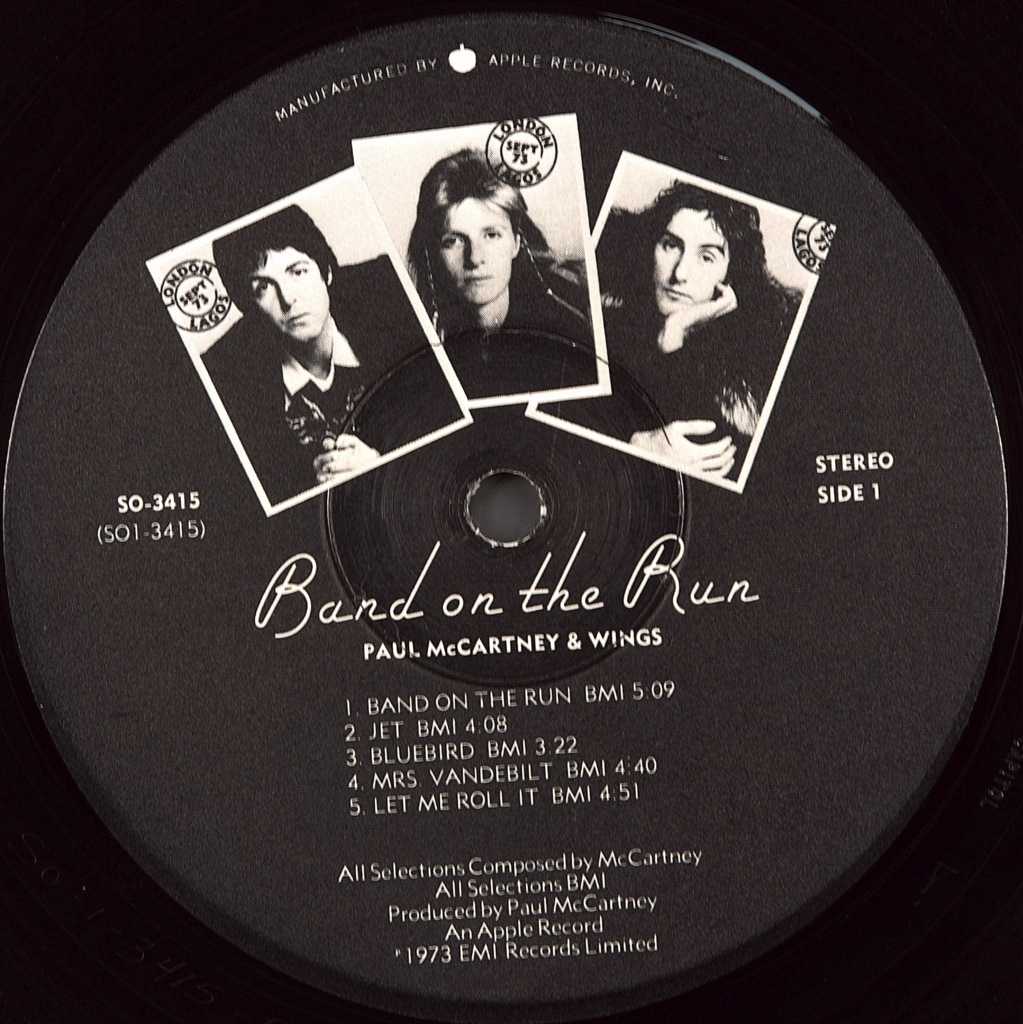 MANUFACTURED BY APPLE RECORDS, INC.
LONDON
SEPT
73
LAGOS
LONDON
SEPT
73
LAGOS
LAGOS
SO-3415
(SO1-3415)
STEREO
SIDE 1
Band on the Run
PAUL McCARTNEY & WINGS
1. BAND ON THE RUN BMI 5:09
2. JET BMI 4:08
3. BLUEBIRD BMI 3:22
4. MRS. VANDEBILT BMI 4:40
5. LET ME ROLL IT BMI 4:51
All Selections Composed by McCartney
All Selections BMI
Produced by Paul McCartney
An Apple Record
℗1973 EMI Records Limited